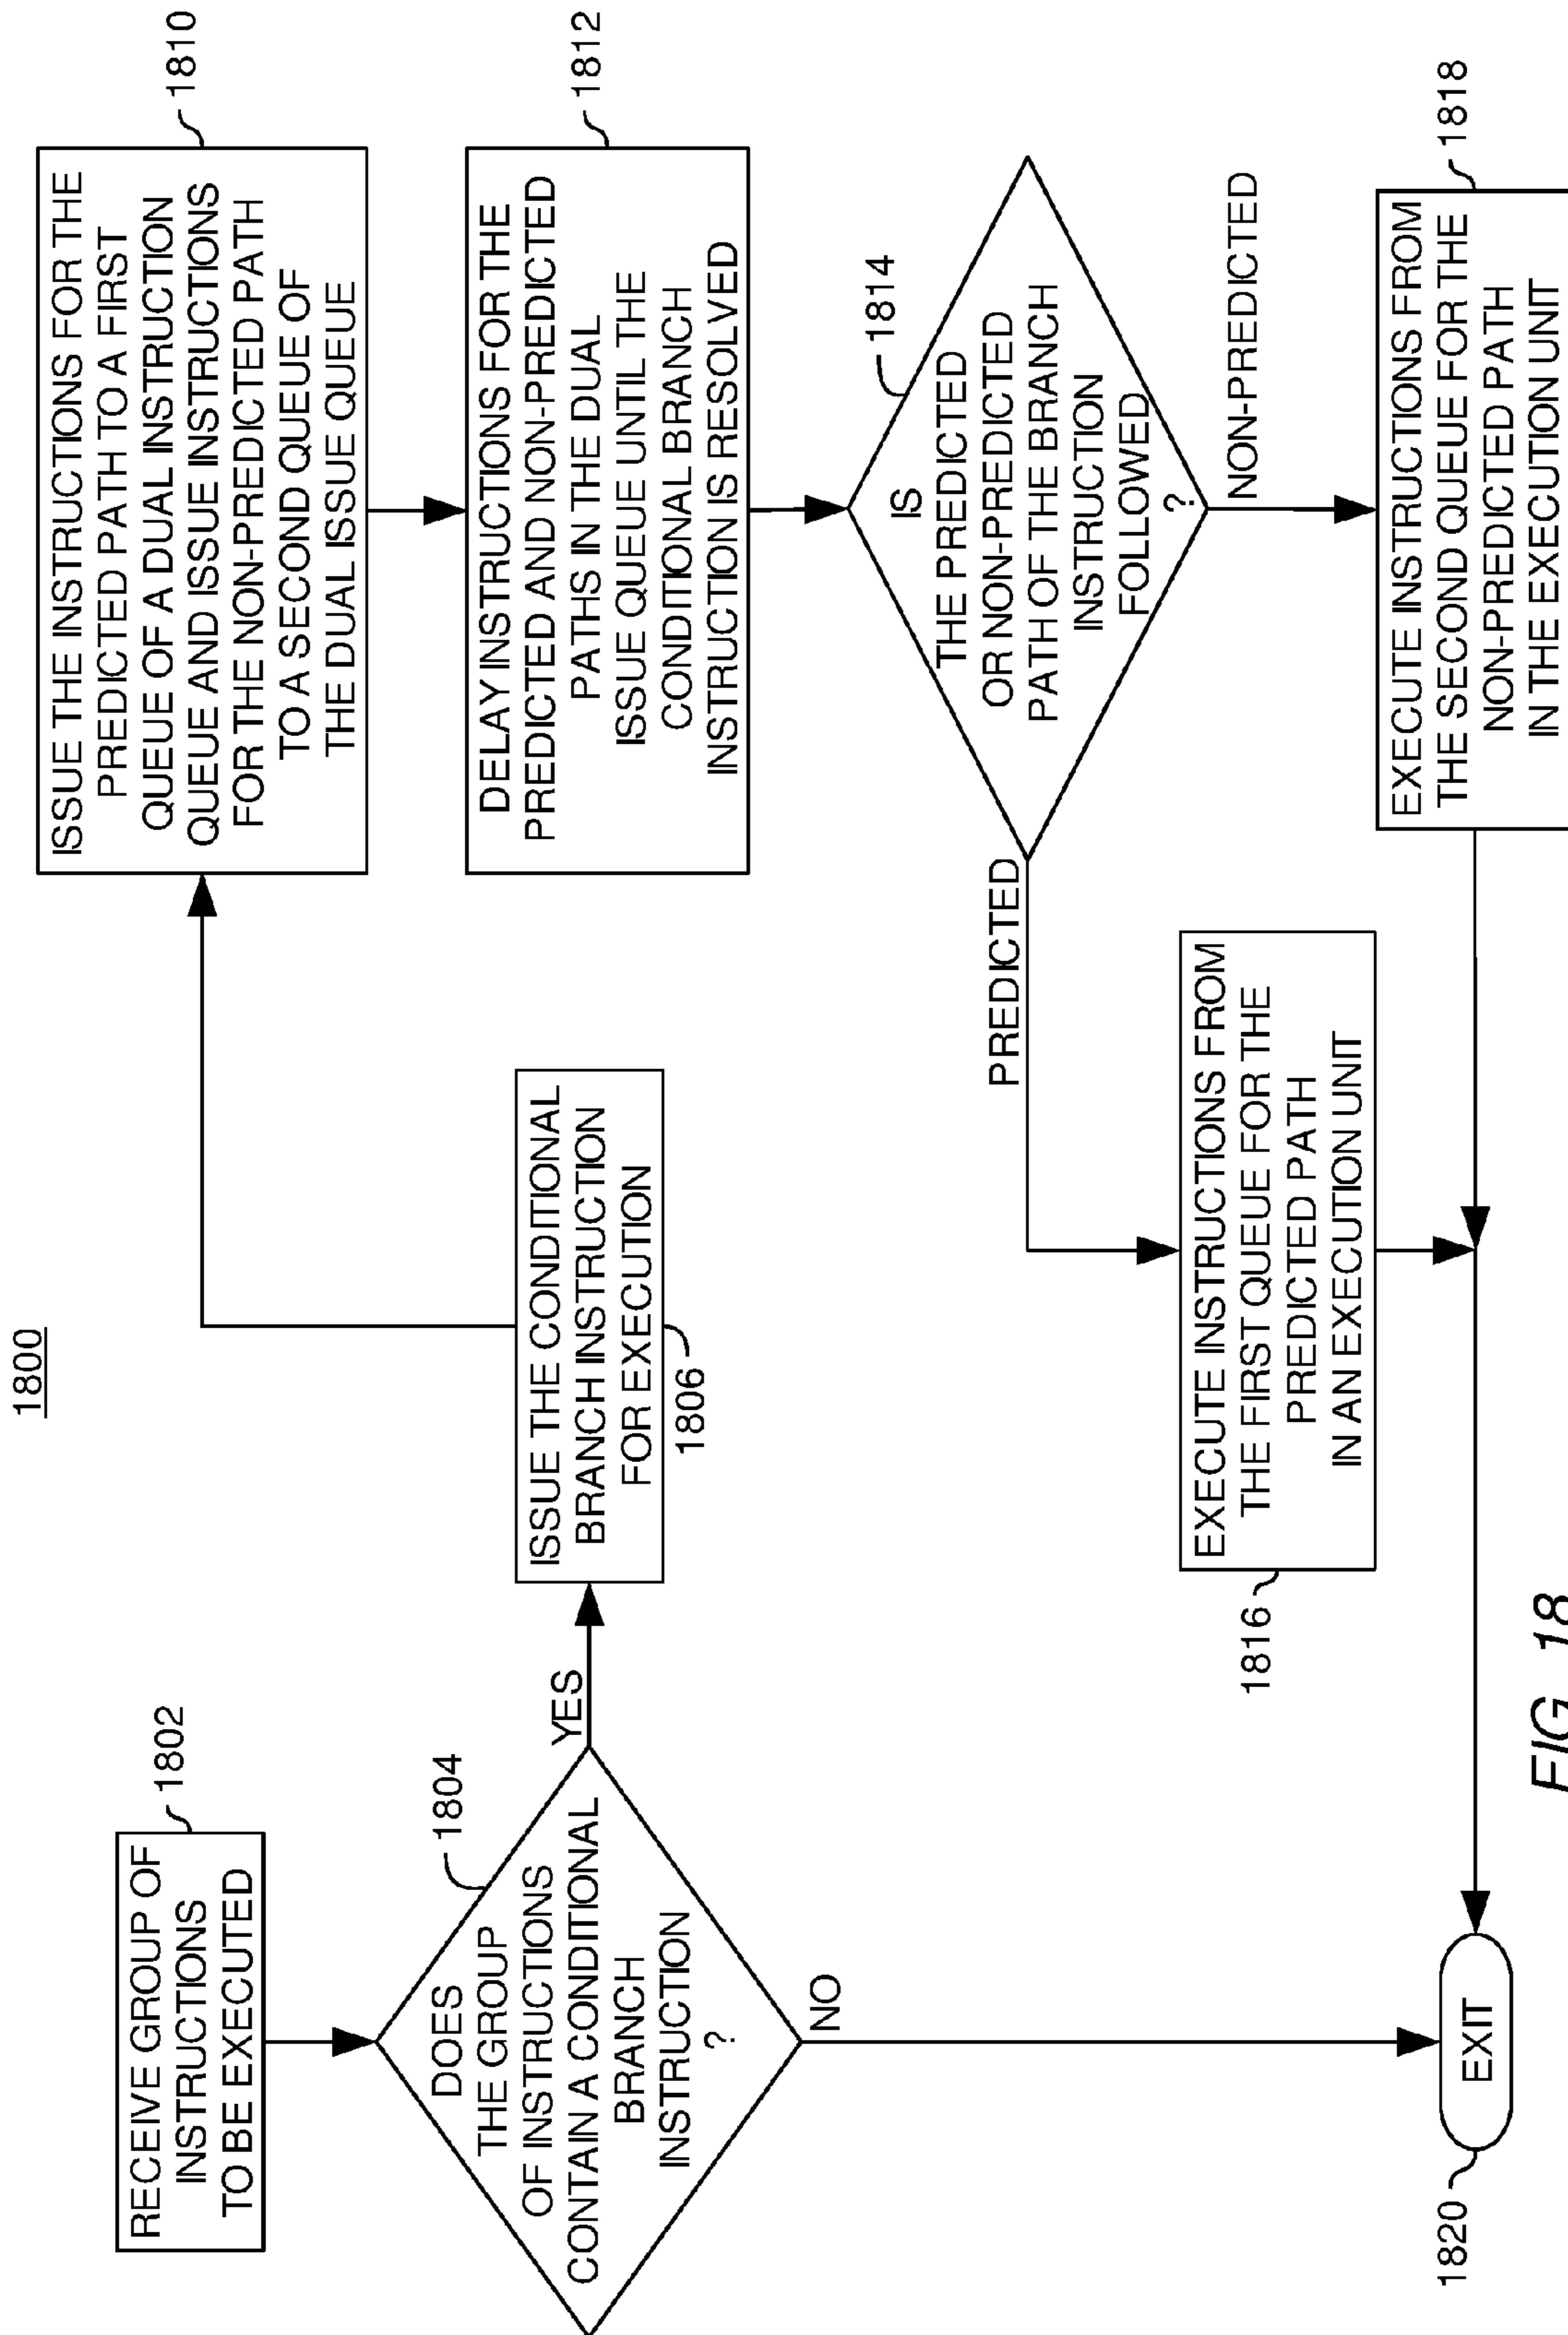 1800
RECEIVE GROUP OF
INSTRUCTIONS
TO BE EXECUTED
1802
DOES
THE GROUP
OF INSTRUCTIONS
CONTAIN A CONDITIONAL
BRANCH
INSTRUCTION
?
1804
YES
NO
ISSUE THE CONDITIONAL
BRANCH INSTRUCTION
FOR EXECUTION
1806
ISSUE THE INSTRUCTIONS FOR THE
PREDICTED PATH TO A FIRST
QUEUE OF A DUAL INSTRUCTION
QUEUE AND ISSUE INSTRUCTIONS
FOR THE NON-PREDICTED PATH
TO A SECOND QUEUE OF
THE DUAL ISSUE QUEUE
1810
DELAY INSTRUCTIONS FOR THE
PREDICTED AND NON-PREDICTED
PATHS IN THE DUAL
ISSUE QUEUE UNTIL THE
CONDITIONAL BRANCH
INSTRUCTION IS RESOLVED
1812
IS
THE PREDICTED
OR NON-PREDICTED
PATH OF THE BRANCH
INSTRUCTION
FOLLOWED
?
1814
PREDICTED
NON-PREDICTED
EXECUTE INSTRUCTIONS FROM
THE FIRST QUEUE FOR THE
PREDICTED PATH
IN AN EXECUTION UNIT
1816
EXECUTE INSTRUCTIONS FROM
THE SECOND QUEUE FOR THE
NON-PREDICTED PATH
IN THE EXECUTION UNIT
1818
EXIT
1820
FIG. 18